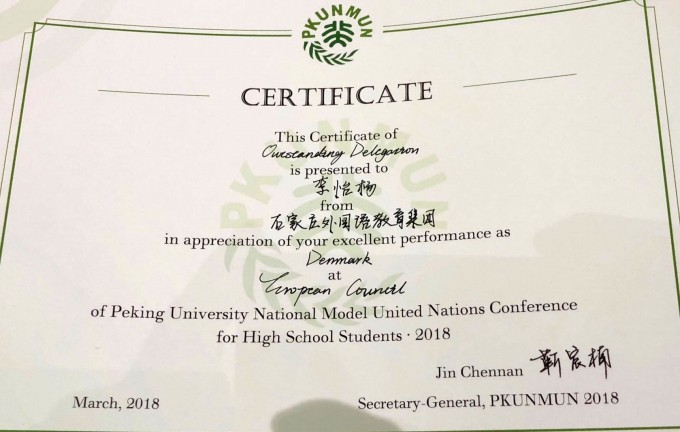 PKUNMUN
CERTIFICATE
This Certificate of
Outstanding Delegation
is presented to
李怡杨
from
石家庄外国语教育集团
in appreciation of your excellent performance as
Denmark
at
European Council
of Peking University National Model United Nations Conference
for High School Students · 2018
Jin Chennan 靳宸楠
March, 2018
Secretary-General, PKUNMUN 2018
PKUNMUN